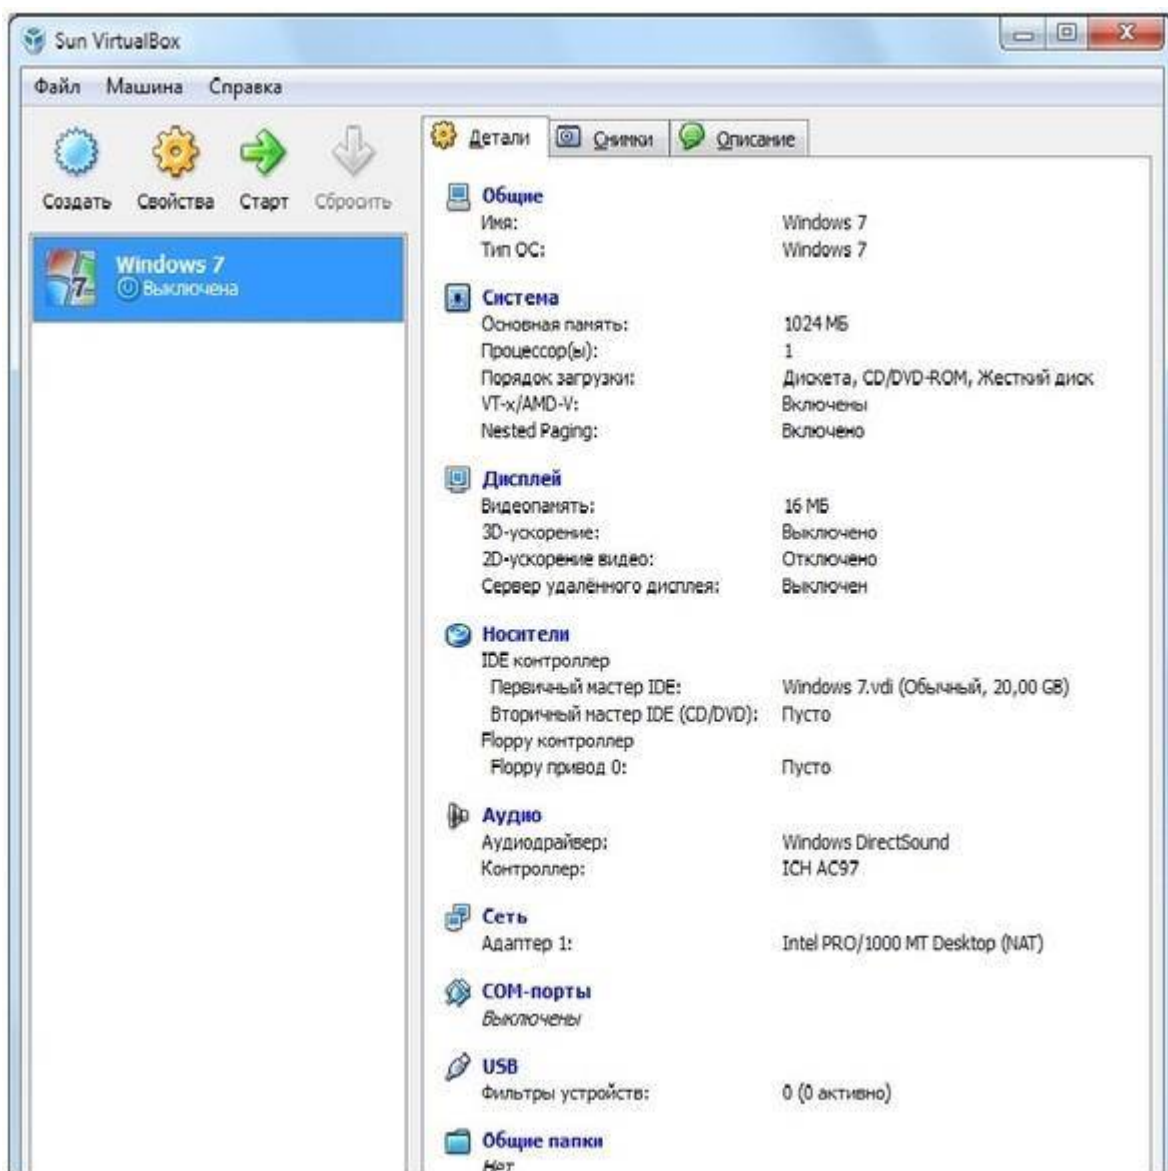 Sun VirtualBox
Файл Машина Справка
Создать Свойства Старт Сбросить
Windows 7
Выключена
Детали Снимки Описание
Общие
Имя: Windows 7
Тип ОС: Windows 7
Система
Основная память: 1024 МБ
Процессор(ы): 1
Порядок загрузки: Дискета, CD/DVD-ROM, Жесткий диск
VT-x/AMD-V: Включены
Nested Paging: Включено
Дисплей
Видеопамять: 16 МБ
3D-ускорение: Выключено
2D-ускорение видео: Отключено
Сервер удалённого дисплея: Выключен
Носители
IDE контроллер
Первичный мастер IDE: Windows 7.vdi (Обычный, 20,00 GB)
Вторичный мастер IDE (CD/DVD): Пусто
Floppy контроллер
Floppy привод 0: Пусто
Аудио
Аудиодрайвер: Windows DirectSound
Контроллер: ICH AC97
Сеть
Адаптер 1: Intel PRO/1000 MT Desktop (NAT)
COM-порты
Выключены
USB
Фильтры устройств: 0 (0 активно)
Общие папки
Нет